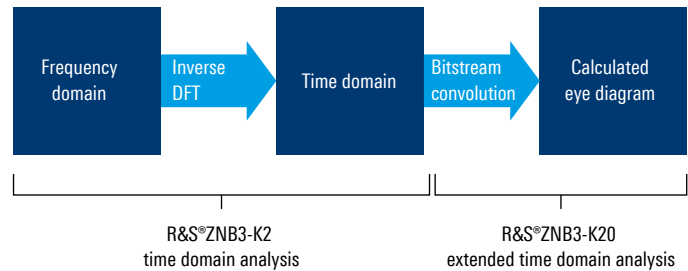 Frequency
domain
Inverse
DFT
Time domain
Bitstream
convolution
Calculated
eye diagram
R&S®ZNB3-K2
time domain analysis
R&S®ZNB3-K20
extended time domain analysis